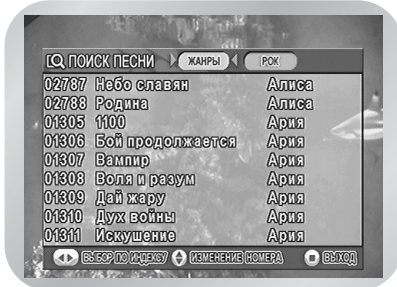 ПОИСК ПЕСНИ ЖАНРЫ РОК
02787 Небо славян Алиса
02788 Родина Алиса
01305 1100 Ария
01306 Бой продолжается Ария
01307 Вампир Ария
01308 Воля и разум Ария
01309 Дай жару Ария
01310 Дух войны Ария
01311 Искушение Ария
ВЫБОР ПО ИНДЕКСУ ИЗМЕНЕНИЕ НОМЕРА ВЫХОД